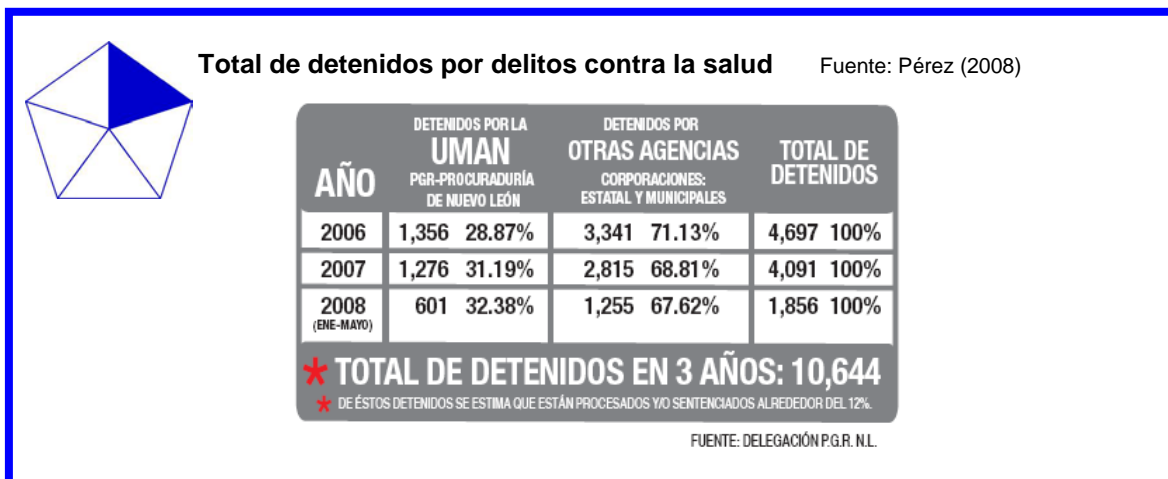 Total de detenidos por delitos contra la salud Fuente: Pérez (2008)
AÑO
DETENIDOS POR LA
UMAN
PGR-PROCURADURÍA
DE NUEVO LEÓN
DETENIDOS POR
OTRAS AGENCIAS
CORPORACIONES:
ESTATAL Y MUNICIPALES
TOTAL DE
DETENIDOS
2006 1,356 28.87% 3,341 71.13% 4,697 100%
2007 1,276 31.19% 2,815 68.81% 4,091 100%
2008 601 32.38% 1,255 67.62% 1,856 100%
(ENE-MAYO)
* TOTAL DE DETENIDOS EN 3 AÑOS: 10,644
* DE ÉSTOS DETENIDOS SE ESTIMA QUE ESTÁN PROCESADOS Y/O SENTENCIADOS ALREDEDOR DEL 12%.
FUENTE: DELEGACIÓN P.G.R. N.L.